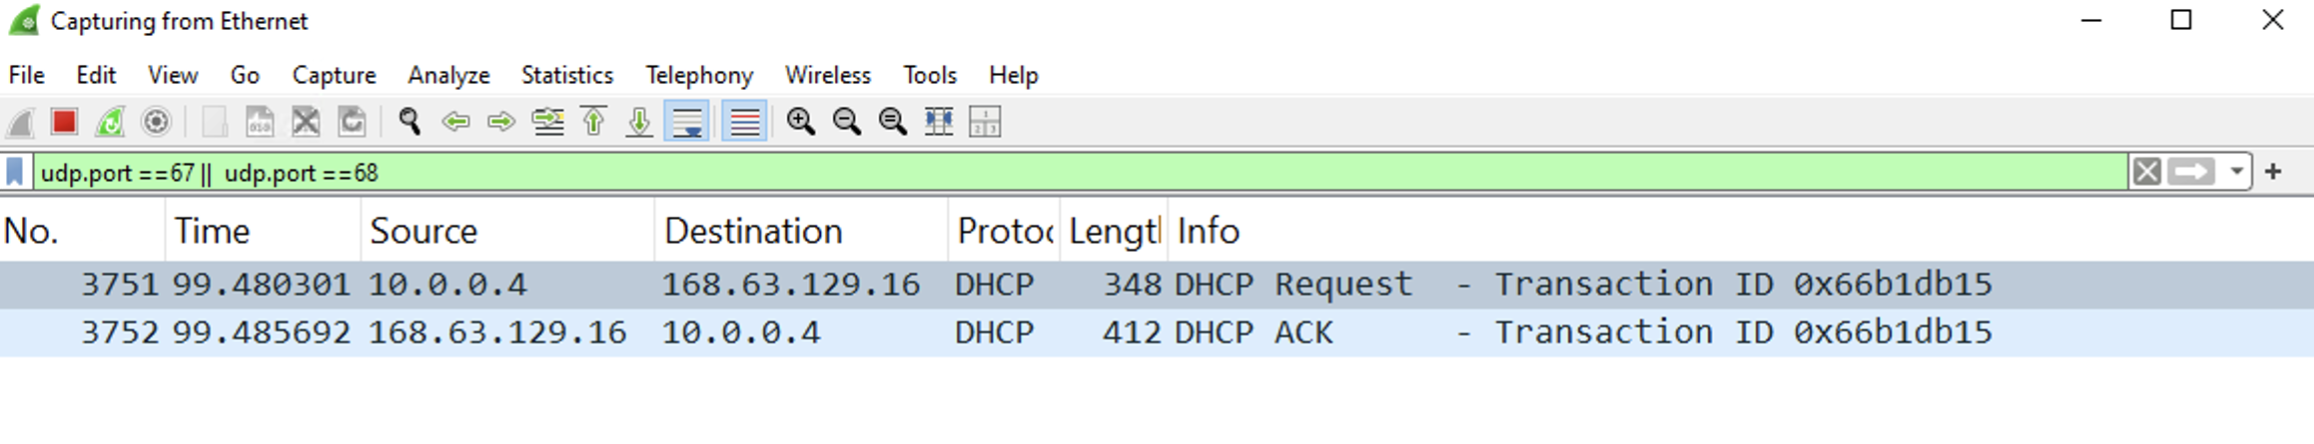 Capturing from Ethernet
File Edit View Go Capture Analyze Statistics Telephony Wireless Tools Help
udp.port ==67 || udp.port ==68
No. Time Source Destination Protoc Lengtl Info
3751 99.480301 10.0.0.4 168.63.129.16 DHCP 348 DHCP Request - Transaction ID 0x66b1db15
3752 99.485692 168.63.129.16 10.0.0.4 DHCP 412 DHCP ACK - Transaction ID 0x66b1db15